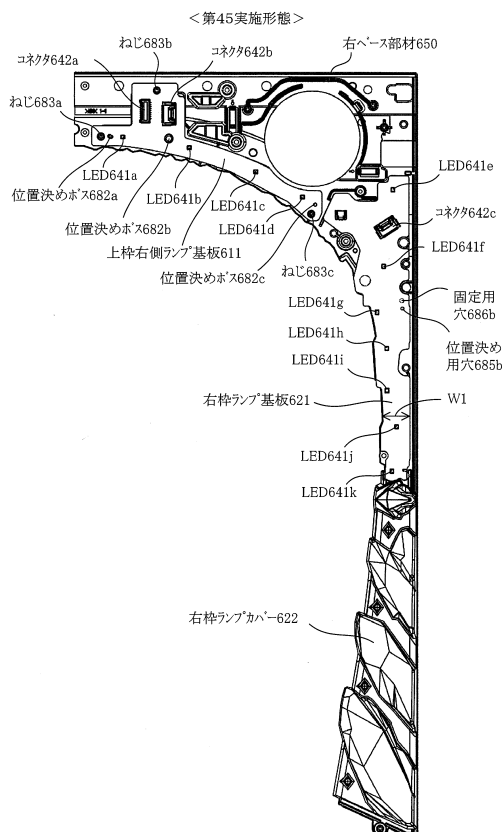 ＜第45実施形態＞
ねじ683b
コネクタ642b
右ベース部材650
コネクタ642a
ねじ683a
LED641a
位置決めボス682a
LED641b
位置決めボス682b
LED641c
LED641d
上枠右側ランプ基板611
位置決めボス682c
ねじ683c
LED641e
コネクタ642c
LED641f
LED641g
固定用
穴686b
LED641h
位置決め
用穴685b
LED641i
右枠ランプ基板621
W1
LED641j
LED641k
右枠ランプカバー622